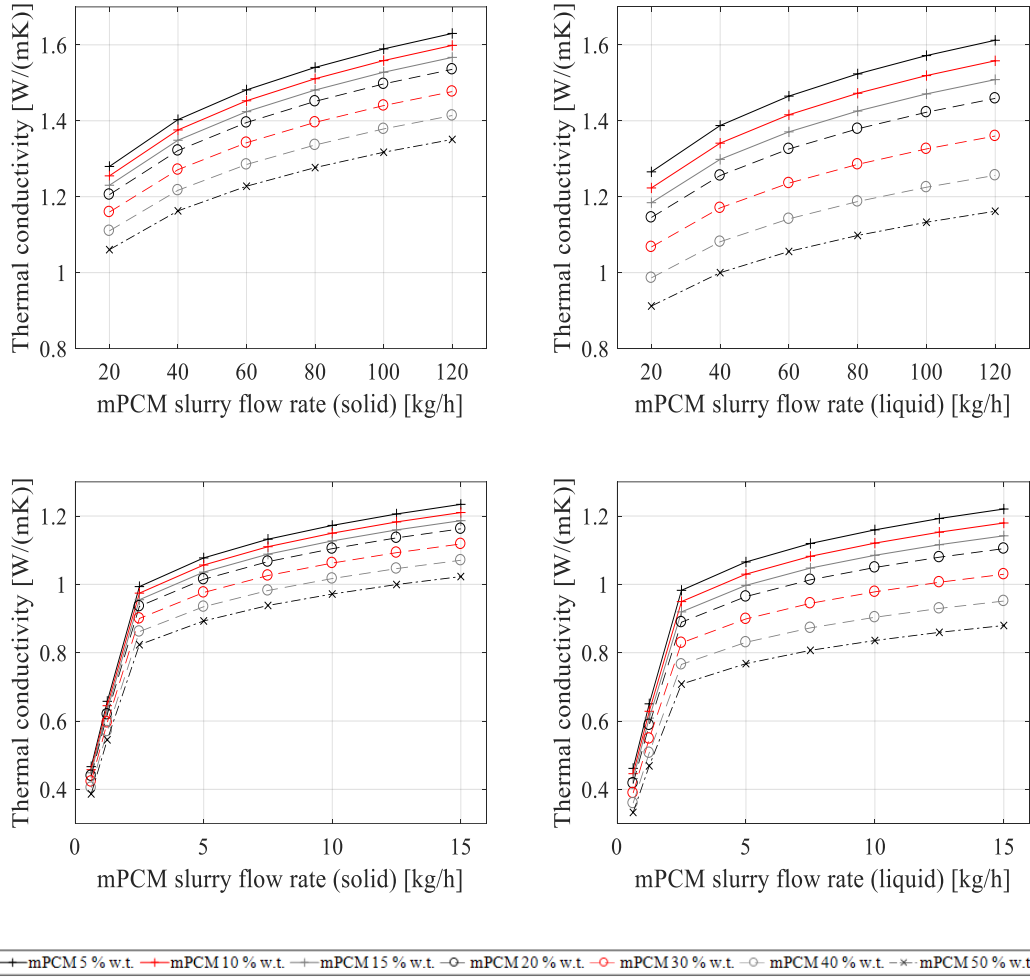 Thermal conductivity [W/(mK)]
1.6
1.4
1.2
1
0.8
20 40 60 80 100 120
mPCM slurry flow rate (solid) [kg/h]
Thermal conductivity [W/(mK)]
1.6
1.4
1.2
1
0.8
20 40 60 80 100 120
mPCM slurry flow rate (liquid) [kg/h]
Thermal conductivity [W/(mK)]
1.2
1
0.8
0.6
0.4
0 5 10 15
mPCM slurry flow rate (solid) [kg/h]
Thermal conductivity [W/(mK)]
1.2
1
0.8
0.6
0.4
0 5 10 15
mPCM slurry flow rate (liquid) [kg/h]
mPCM 5 % w.t. mPCM 10 % w.t. mPCM 15 % w.t. mPCM 20 % w.t. mPCM 30 % w.t. mPCM 40 % w.t. mPCM 50 % w.t